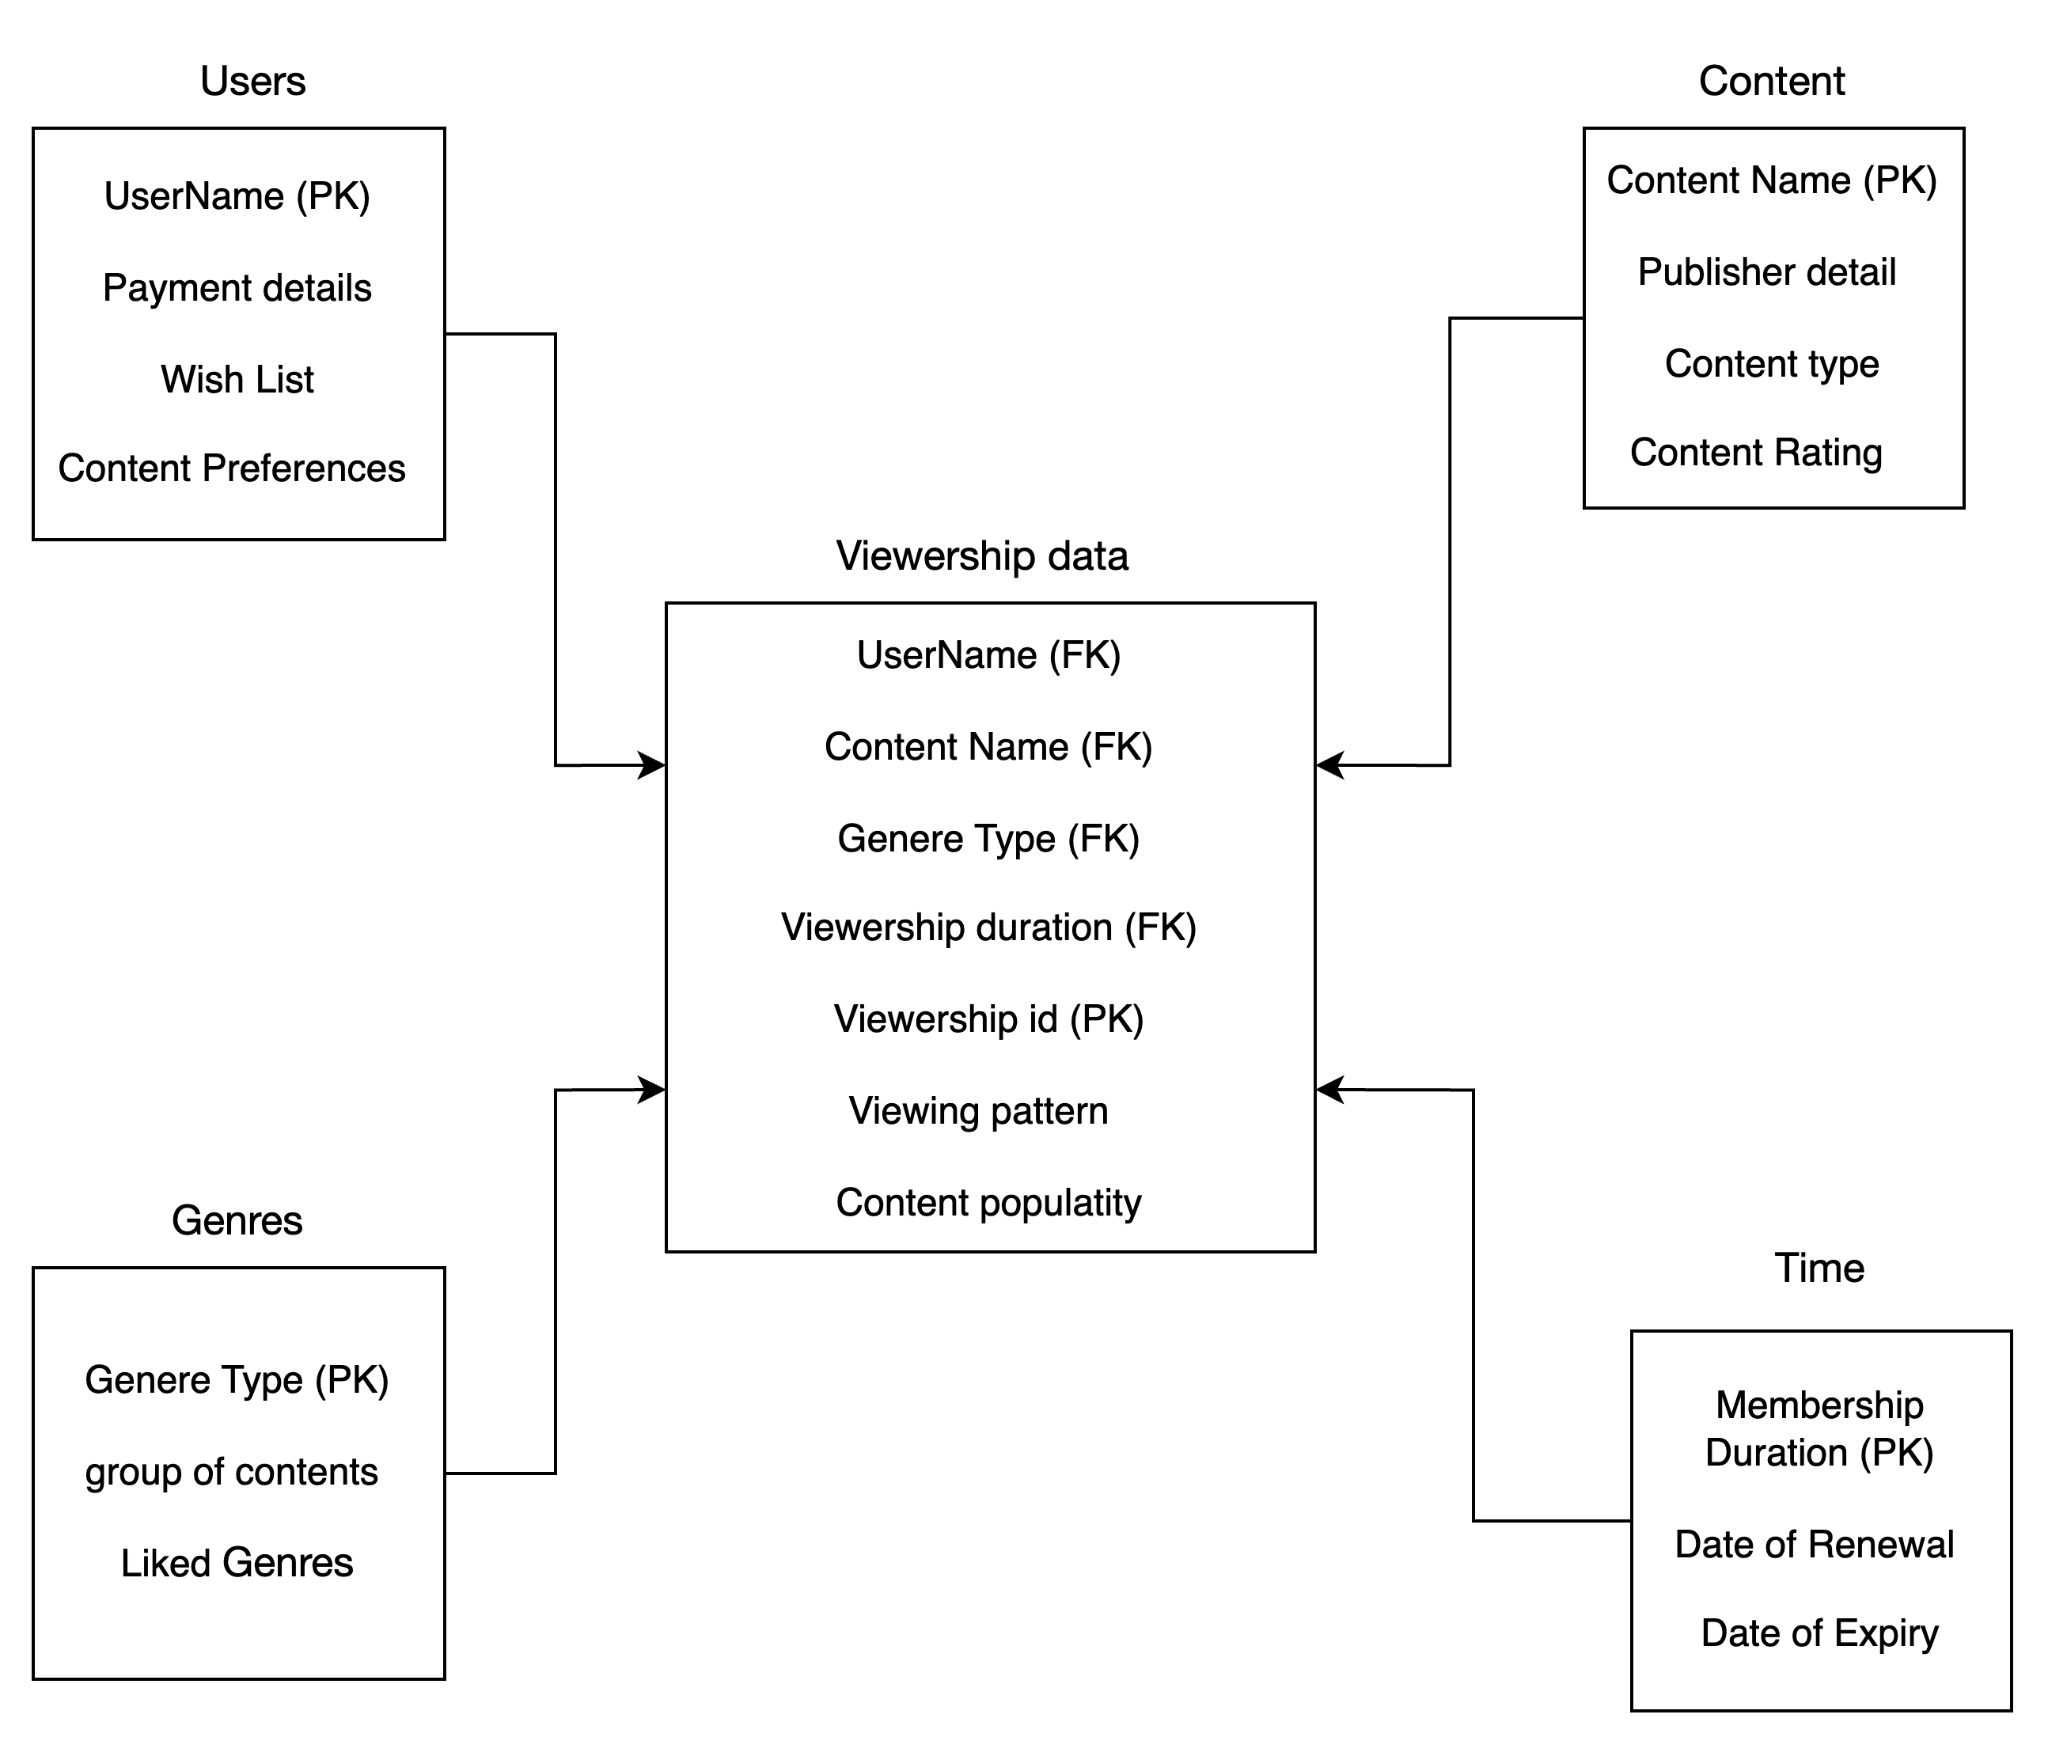 Users
UserName (PK)
Payment details
Wish List
Content Preferences
Content
Content Name (PK)
Publisher detail
Content type
Content Rating
Viewership data
UserName (FK)
Content Name (FK)
Genere Type (FK)
Viewership duration (FK)
Viewership id (PK)
Viewing pattern
Content populatity
Genres
Genere Type (PK)
group of contents
Liked Genres
Time
Membership
Duration (PK)
Date of Renewal
Date of Expiry